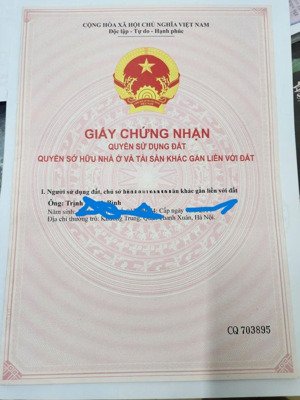 CỘNG HÒA XÃ HỘI CHỦ NGHĨA VIỆT NAM
Độc lập - Tự do - Hạnh phúc
GIẤY CHỨNG NHẬN
QUYỀN SỬ DỤNG ĐẤT
QUYỀN SỞ HỮU NHÀ Ở VÀ TÀI SẢN KHÁC GẮN LIỀN VỚI ĐẤT
I. Người sử dụng đất, chủ sở hữu nhà ở và tài sản khác gắn liền với đất
Ông: Trịnh Bình
Năm sinh: Cấp ngày
Địa chỉ thường trú: Khương Trung, Thanh Xuân, Hà Nội.
CQ 703895